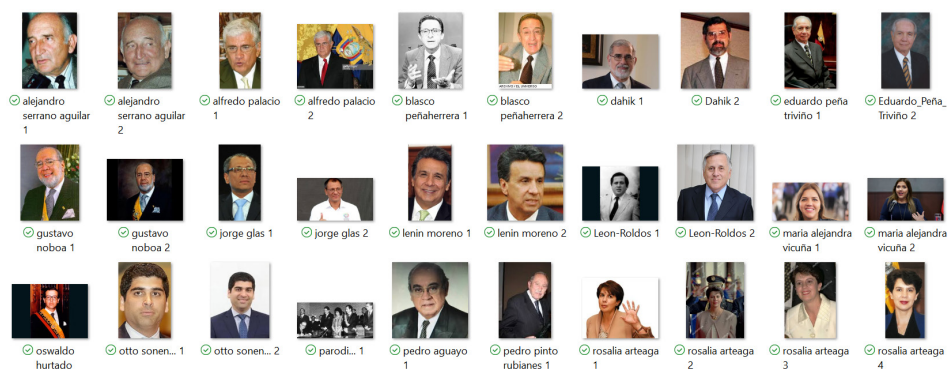 alejandro
serrano aguilar
1
alejandro
serrano aguilar
2
alfredo palacio
1
alfredo palacio
2
blasco
peñaherrera 1
ARCHIVO / EL UNIVERSO
blasco
peñaherrera 2
dahik 1
Dahik 2
eduardo peña
triviño 1
Eduardo_Peña_
Triviño 2
gustavo
noboa 1
gustavo
noboa 2
jorge glas 1
jorge glas 2
lenin moreno 1
lenin moreno 2
Leon-Roldos 1
Leon-Roldos 2
maria alejandra
vicuña 1
maria alejandra
vicuña 2
oswaldo
hurtado
otto sonen... 1
otto sonen... 2
parodi... 1
pedro aguayo
1
pedro pinto
rubianes 1
rosalia arteaga
1
rosalia arteaga
2
rosalia arteaga
3
rosalia arteaga
4